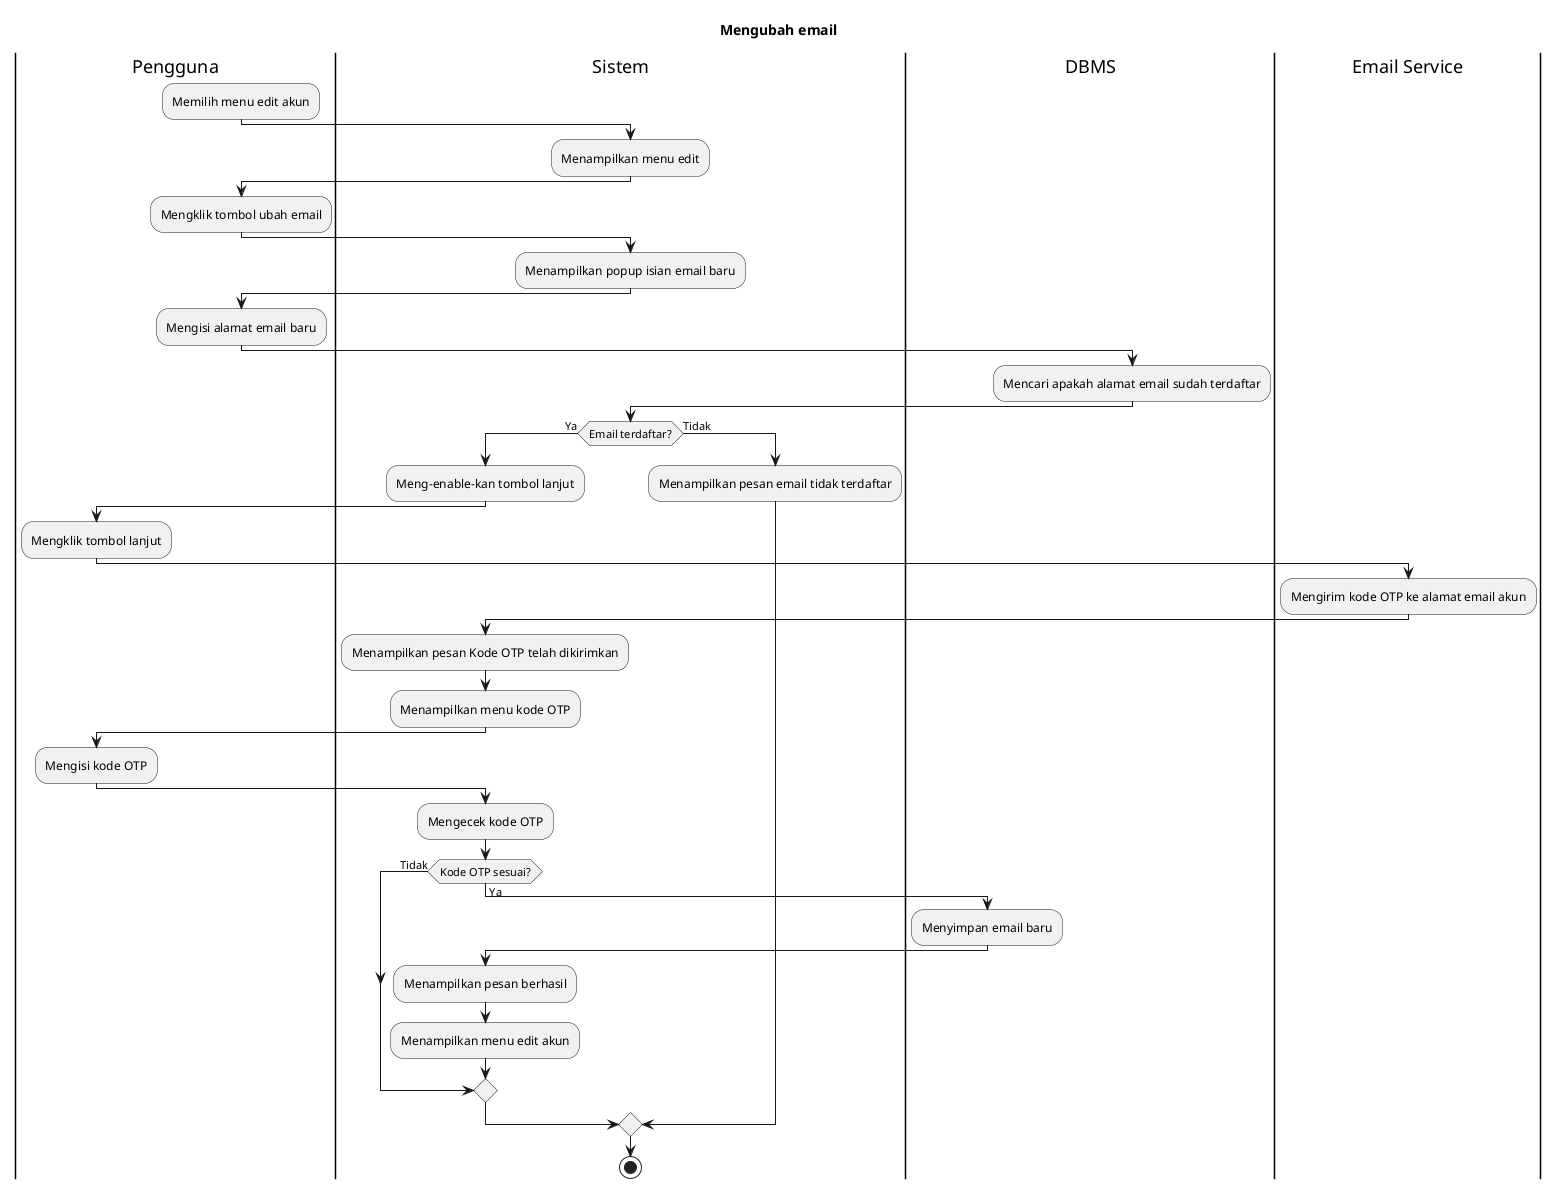 Mengubah email
Pengguna
Sistem
DBMS
Email Service
Memilih menu edit akun
Menampilkan menu edit
Mengklik tombol ubah email
Menampilkan popup isian email baru
Mengisi alamat email baru
Mencari apakah alamat email sudah terdaftar
Ya
Email terdaftar?
Tidak
Meng-enable-kan tombol lanjut
Menampilkan pesan email tidak terdaftar
Mengklik tombol lanjut
Mengirim kode OTP ke alamat email akun
Menampilkan pesan Kode OTP telah dikirimkan
Menampilkan menu kode OTP
Mengisi kode OTP
Mengecek kode OTP
Tidak
Kode OTP sesuai?
Ya
Menyimpan email baru
Menampilkan pesan berhasil
Menampilkan menu edit akun